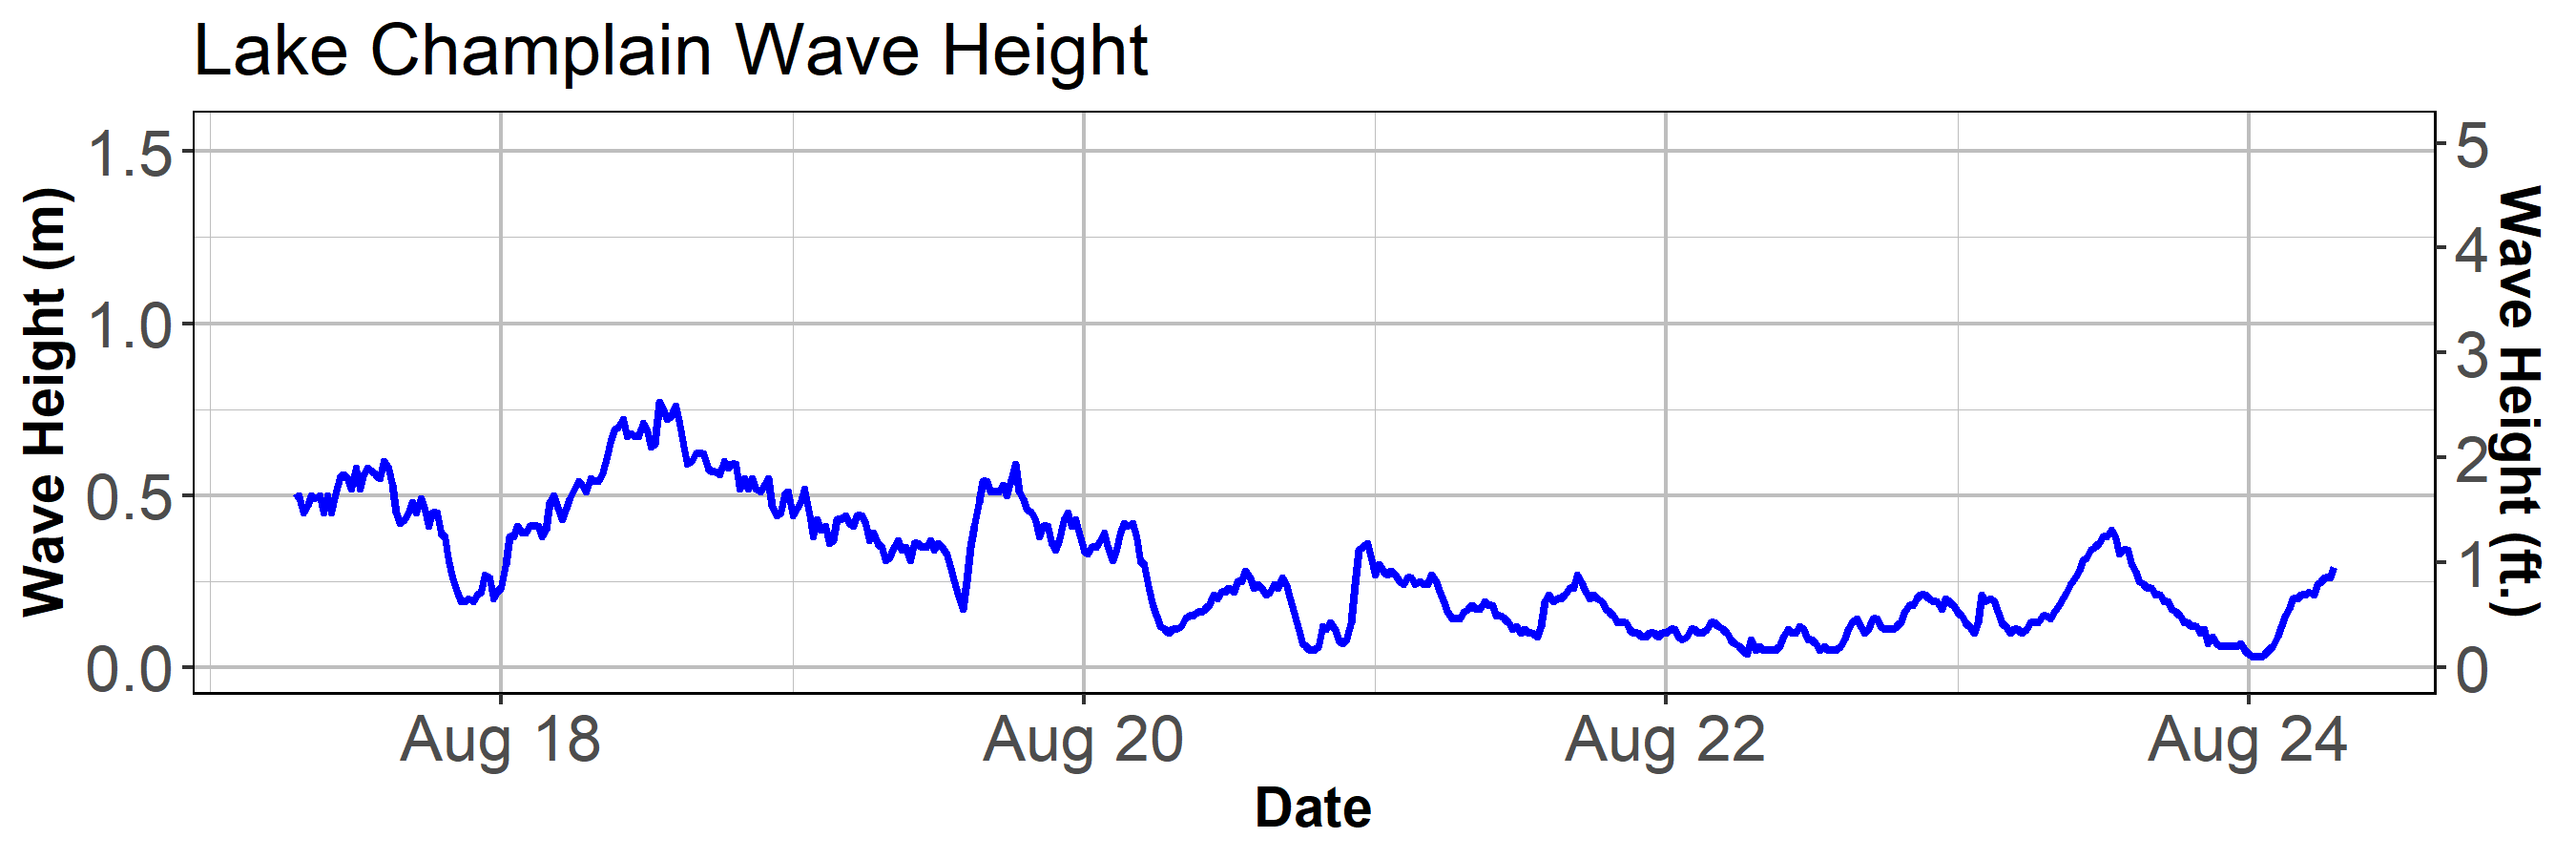 Lake Champlain Wave Height
Wave Height (m)
1.5
1.0
0.5
0.0
5
4
3
2
1
0
Wave Height (ft.)
Aug 18
Aug 20
Aug 22
Aug 24
Date